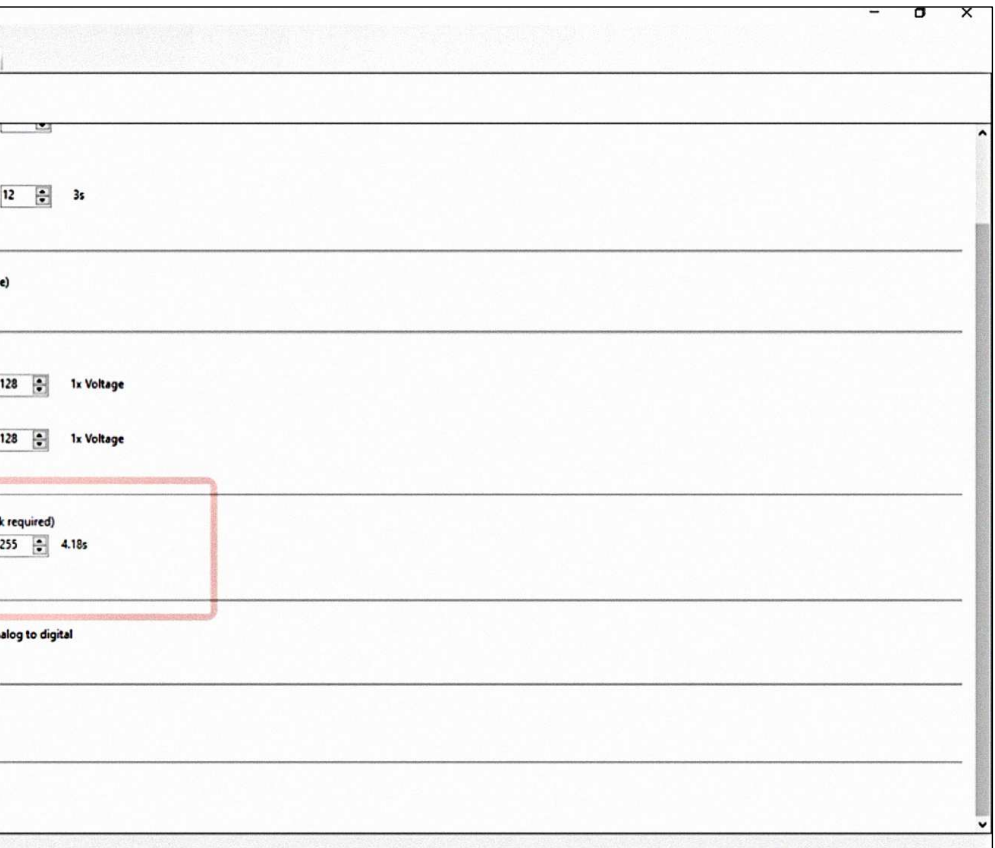 12 3s
e)
128 1x Voltage
128 1x Voltage
k required)
255 4.18s
alog to digital